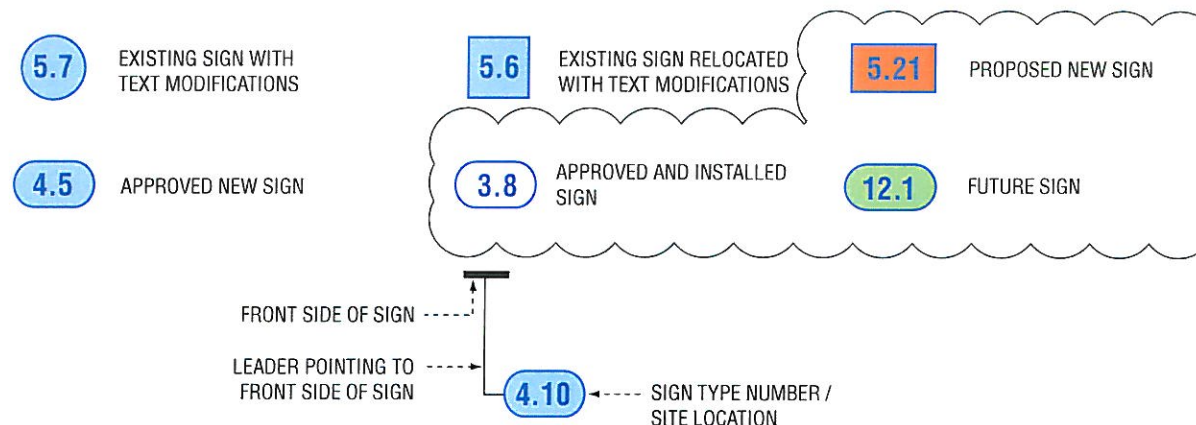 5.7
EXISTING SIGN WITH
TEXT MODIFICATIONS
5.6
EXISTING SIGN RELOCATED
WITH TEXT MODIFICATIONS
5.21
PROPOSED NEW SIGN
4.5
APPROVED NEW SIGN
3.8
APPROVED AND INSTALLED
SIGN
12.1
FUTURE SIGN
FRONT SIDE OF SIGN
LEADER POINTING TO
FRONT SIDE OF SIGN
4.10
SIGN TYPE NUMBER /
SITE LOCATION